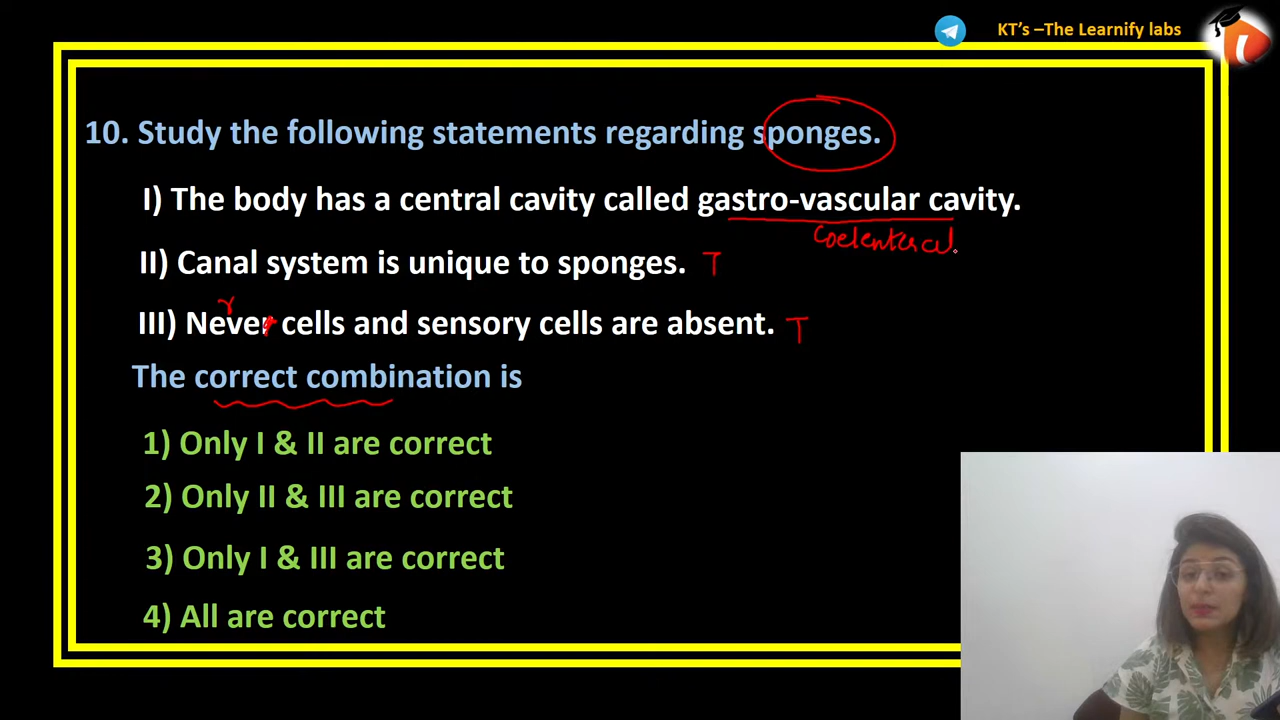 KT's –The Learnify labs
10. Study the following statements regarding sponges.
I) The body has a central cavity called gastro-vascular cavity.
II) Canal system is unique to sponges. T
III) Never cells and sensory cells are absent. T
The correct combination is
1) Only I & II are correct
2) Only II & III are correct
3) Only I & III are correct
4) All are correct